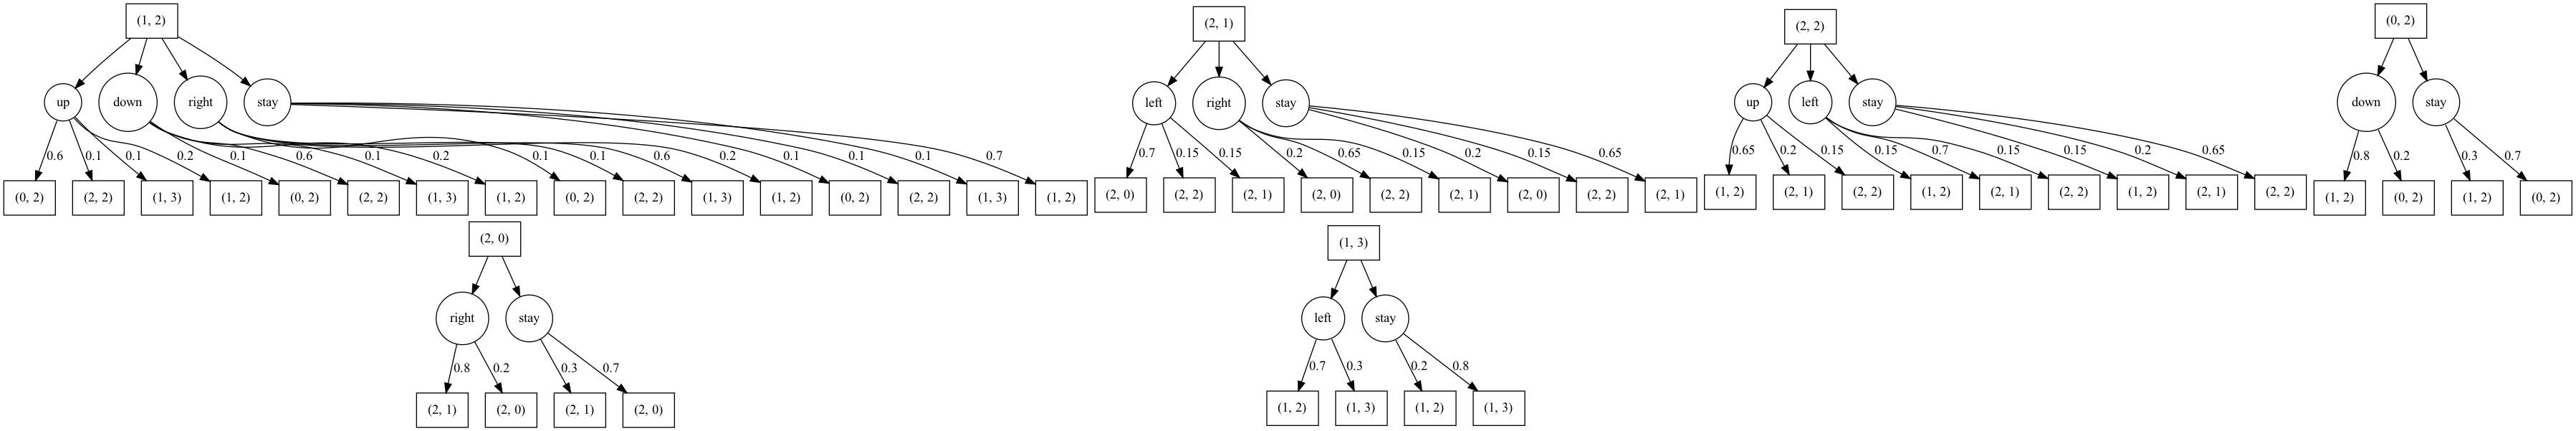 (1, 2) (2, 1) (2, 2) (0, 2)
up down right stay left right stay up left stay down stay
0.6 0.1 0.1 0.2 0.1 0.6 0.1 0.2 0.1 0.1 0.6 0.2 0.1 0.1 0.1 0.7 0.7 0.15 0.15 0.2 0.65 0.15 0.2 0.15 0.65 0.65 0.2 0.15 0.15 0.7 0.15 0.15 0.2 0.65 0.8 0.2 0.3 0.7
(0, 2) (2, 2) (1, 3) (1, 2) (0, 2) (2, 2) (1, 3) (1, 2) (0, 2) (2, 2) (1, 3) (1, 2) (0, 2) (2, 2) (1, 3) (1, 2) (2, 0) (2, 2) (2, 1) (2, 0) (2, 2) (2, 1) (2, 0) (2, 2) (2, 1) (1, 2) (2, 1) (2, 2) (1, 2) (2, 1) (2, 2) (1, 2) (2, 1) (2, 2) (1, 2) (0, 2) (1, 2) (0, 2)
(2, 0) (1, 3)
right stay left stay
0.8 0.2 0.3 0.7 0.7 0.3 0.2 0.8
(2, 1) (2, 0) (2, 1) (2, 0) (1, 2) (1, 3) (1, 2) (1, 3)